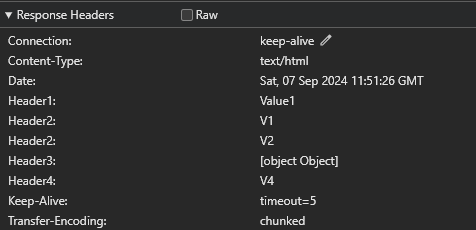 Response Headers Raw
Connection: keep-alive
Content-Type: text/html
Date: Sat, 07 Sep 2024 11:51:26 GMT
Header1: Value1
Header2: V1
Header2: V2
Header3: [object Object]
Header4: V4
Keep-Alive: timeout=5
Transfer-Encoding: chunked